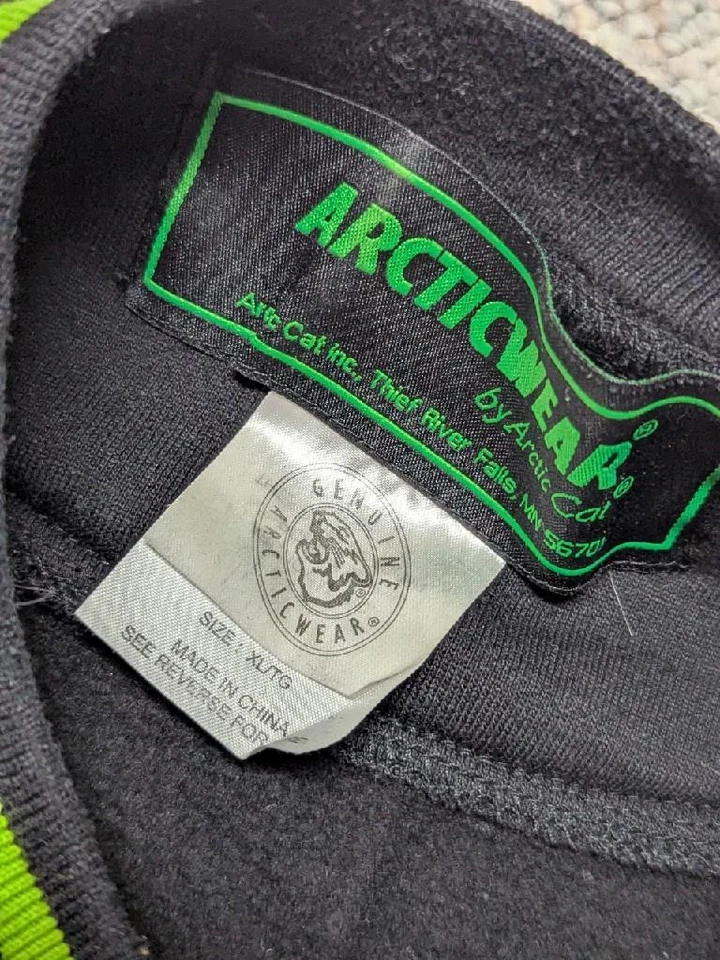 ARCTICWEAR®
by Arctic Cat®
Arctic Cat Inc., Thief River Falls, MN 56701
GENUINE
ARCTICWEAR®
SIZE : XL/TG
MADE IN CHINA
SEE REVERSE FOR